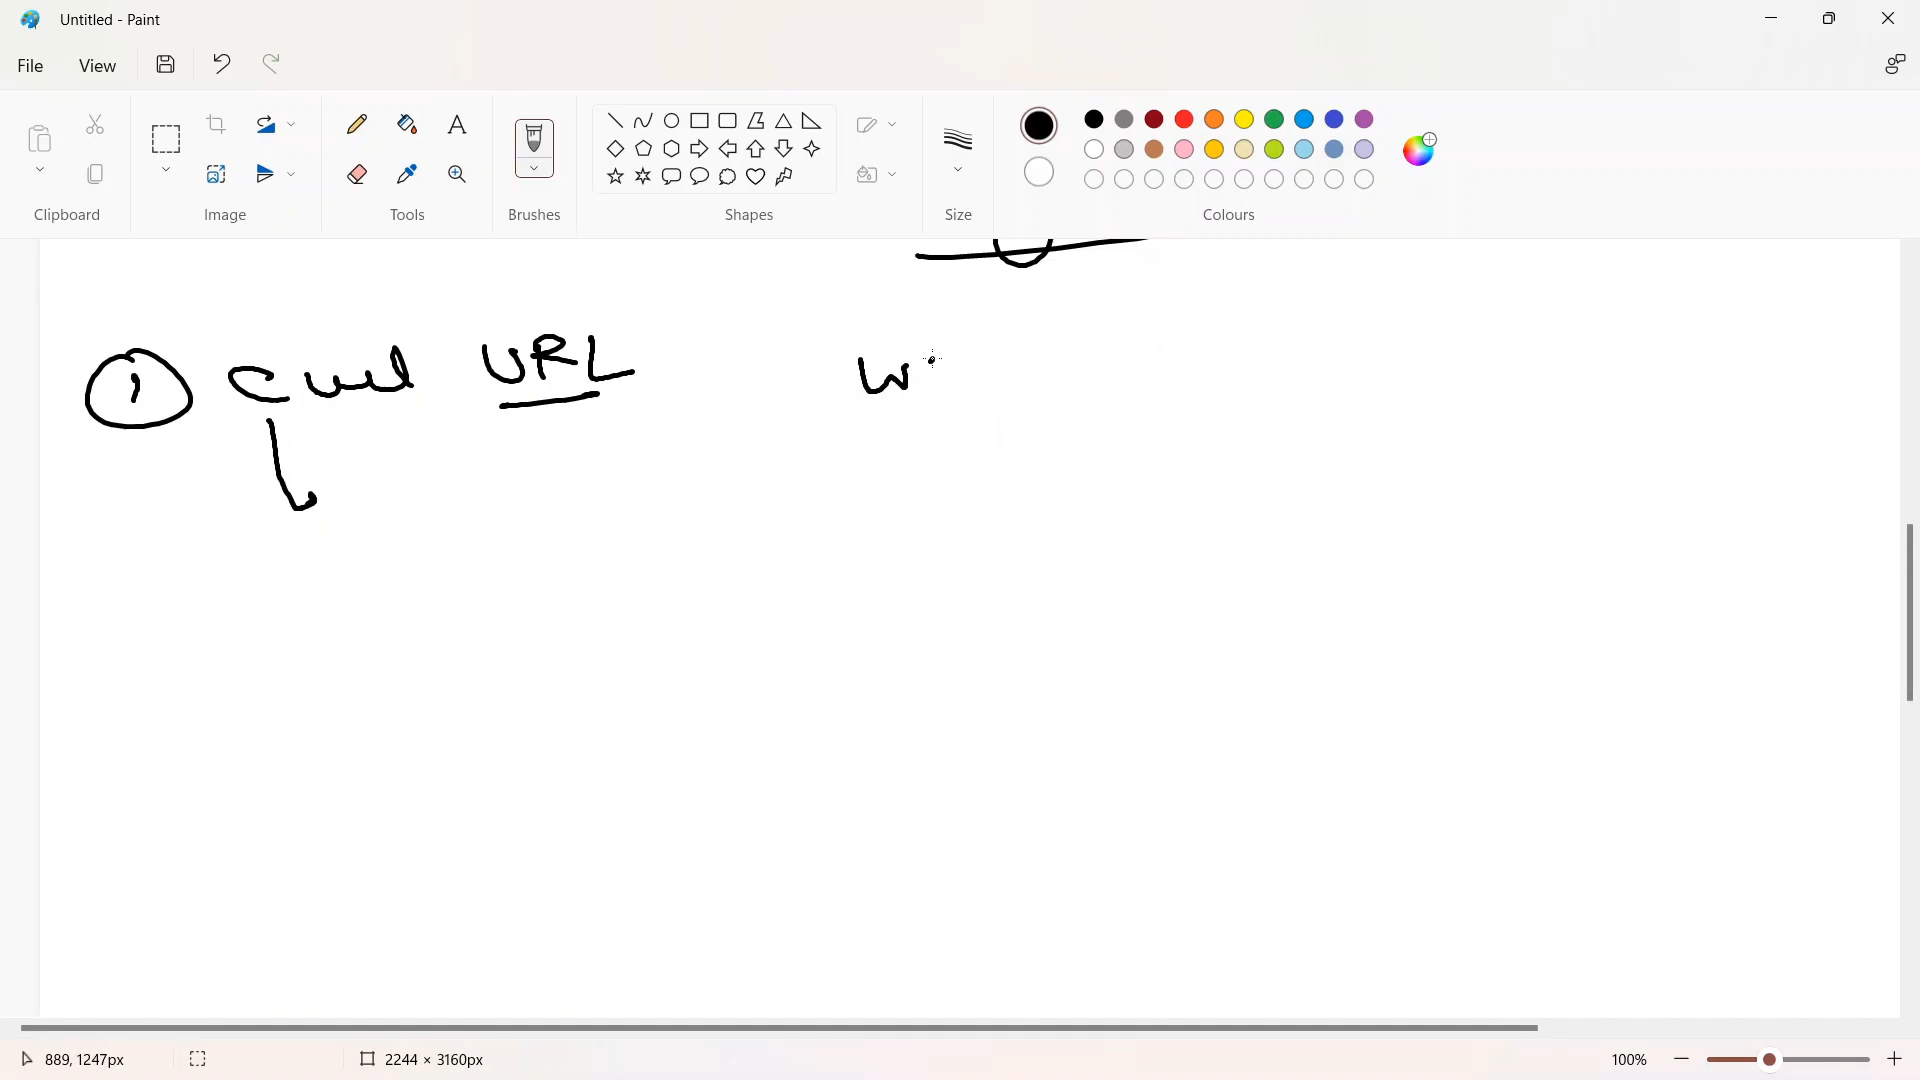 Untitled - Paint
File View
Clipboard Image Tools Brushes Shapes Size Colours
① curl URL w
889, 1247px 2244 × 3160px 100%